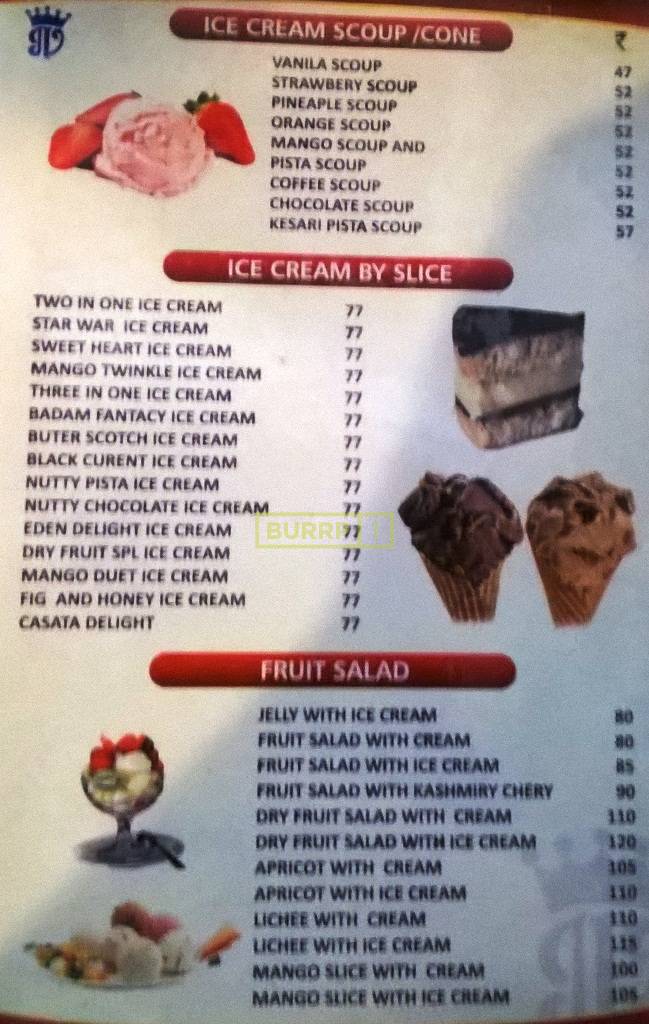 ICE CREAM SCOUP /CONE
₹
VANILA SCOUP 47
STRAWBERY SCOUP 52
PINEAPLE SCOUP 52
ORANGE SCOUP 52
MANGO SCOUP AND 52
PISTA SCOUP 52
COFFEE SCOUP 52
CHOCOLATE SCOUP 52
KESARI PISTA SCOUP 57
ICE CREAM BY SLICE
TWO IN ONE ICE CREAM 77
STAR WAR ICE CREAM 77
SWEET HEART ICE CREAM 77
MANGO TWINKLE ICE CREAM 77
THREE IN ONE ICE CREAM 77
BADAM FANTACY ICE CREAM 77
BUTER SCOTCH ICE CREAM 77
BLACK CURENT ICE CREAM 77
NUTTY PISTA ICE CREAM 77
NUTTY CHOCOLATE ICE CREAM 77
EDEN DELIGHT ICE CREAM 77
DRY FRUIT SPL ICE CREAM 77
MANGO DUET ICE CREAM 77
FIG AND HONEY ICE CREAM 77
CASATA DELIGHT 77
FRUIT SALAD
JELLY WITH ICE CREAM 80
FRUIT SALAD WITH CREAM 80
FRUIT SALAD WITH ICE CREAM 85
FRUIT SALAD WITH KASHMIRY CHERY 90
DRY FRUIT SALAD WITH CREAM 110
DRY FRUIT SALAD WITH ICE CREAM 120
APRICOT WITH CREAM 105
APRICOT WITH ICE CREAM 110
LICHEE WITH CREAM 110
LICHEE WITH ICE CREAM 115
MANGO SLICE WITH CREAM 100
MANGO SLICE WITH ICE CREAM 105